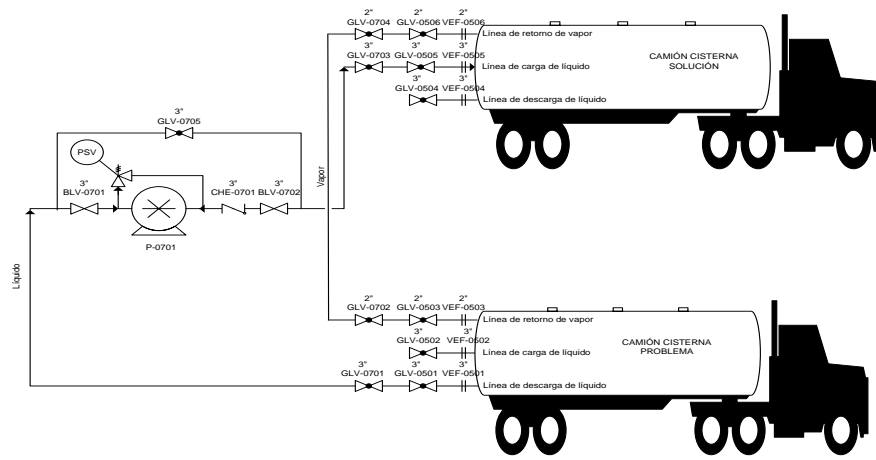 2" 2" 2"
GLV-0704 GLV-0506 VEF-0506
Línea de retorno de vapor
3" 3" 3"
GLV-0703 GLV-0505 VEF-0505
Línea de carga de líquido
3" 3"
GLV-0504 VEF-0504
Línea de descarga de líquido
CAMIÓN CISTERNA
SOLUCIÓN
3"
GLV-0705
PSV
3"
BLV-0701
3"
CHE-0701
3"
BLV-0702
P-0701
Vapor
Líquido
2" 2" 2"
GLV-0702 GLV-0503 VEF-0503
Línea de retorno de vapor
3" 3"
GLV-0502 VEF-0502
Línea de carga de líquido
3" 3" 3"
GLV-0701 GLV-0501 VEF-0501
Línea de descarga de líquido
CAMIÓN CISTERNA
PROBLEMA